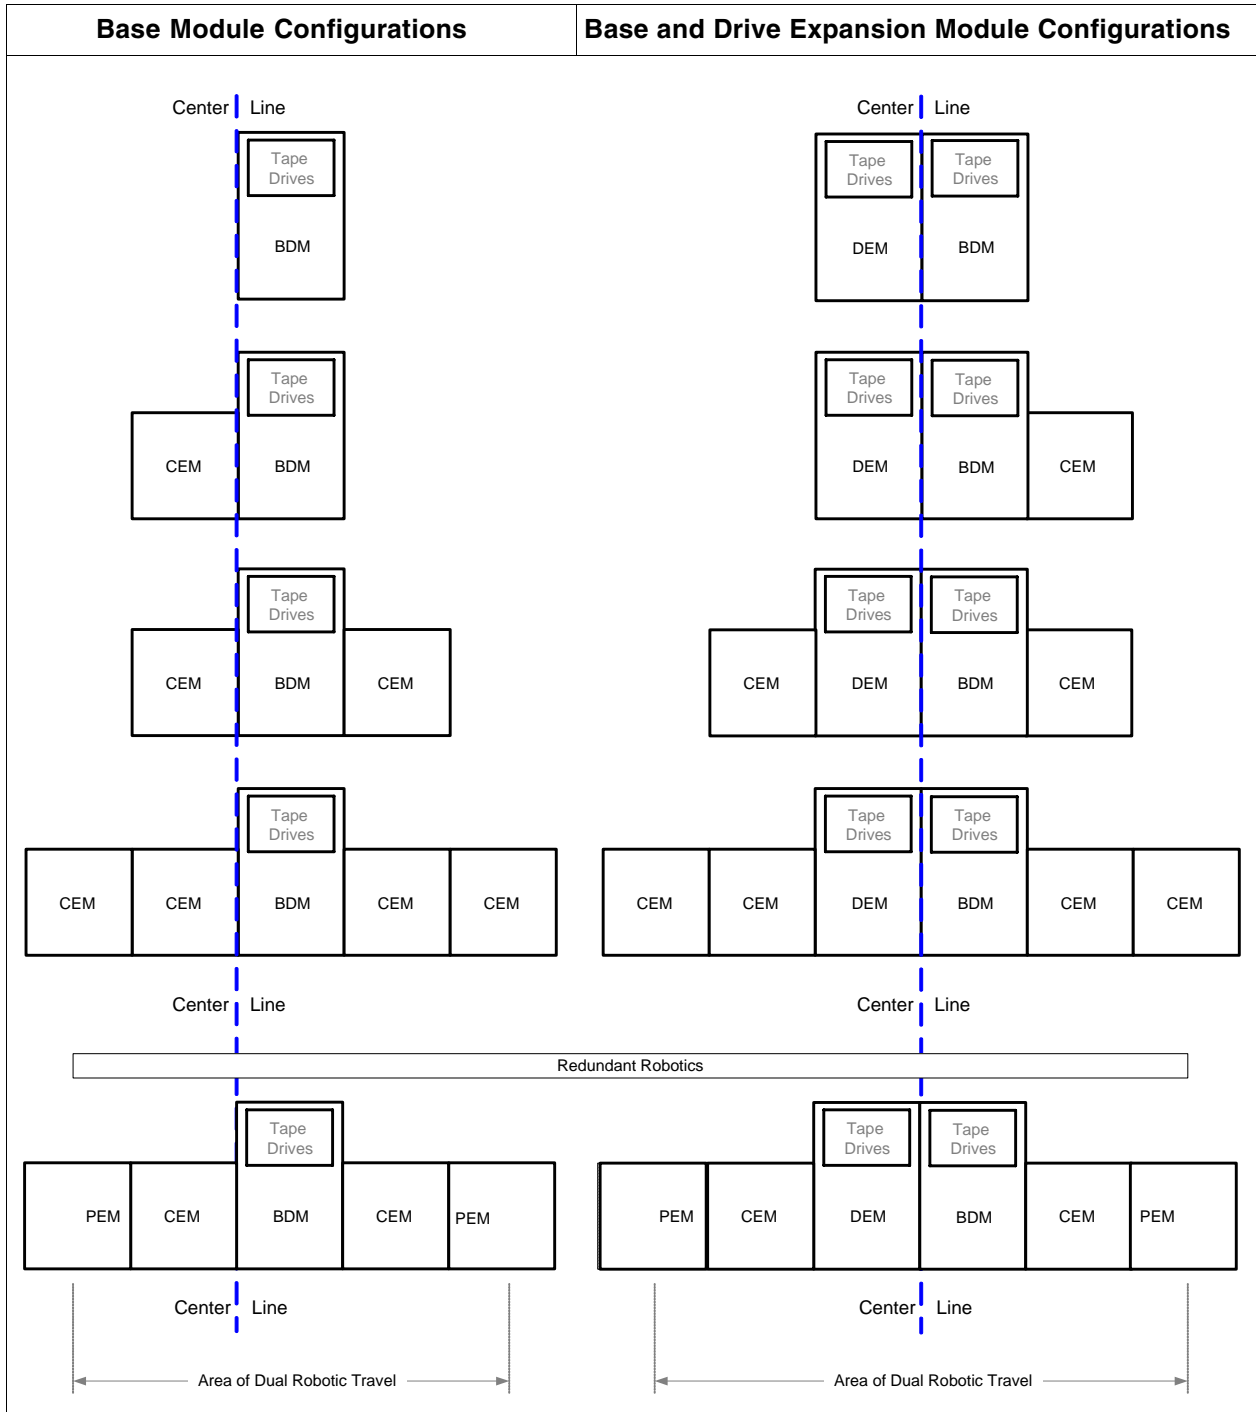 Base Module Configurations
Base and Drive Expansion Module Configurations
Center Line
Center Line
Tape
Drives
BDM
Tape
Drives
Tape
Drives
DEM
BDM
Tape
Drives
CEM
BDM
Tape
Drives
Tape
Drives
DEM
BDM
CEM
Tape
Drives
CEM
BDM
CEM
Tape
Drives
Tape
Drives
CEM
DEM
BDM
CEM
Tape
Drives
CEM
CEM
BDM
CEM
CEM
Tape
Drives
Tape
Drives
CEM
CEM
DEM
BDM
CEM
CEM
Center Line
Center Line
Redundant Robotics
Tape
Drives
PEM
CEM
BDM
CEM
PEM
Tape
Drives
Tape
Drives
PEM
CEM
DEM
BDM
CEM
PEM
Center Line
Center Line
Area of Dual Robotic Travel
Area of Dual Robotic Travel